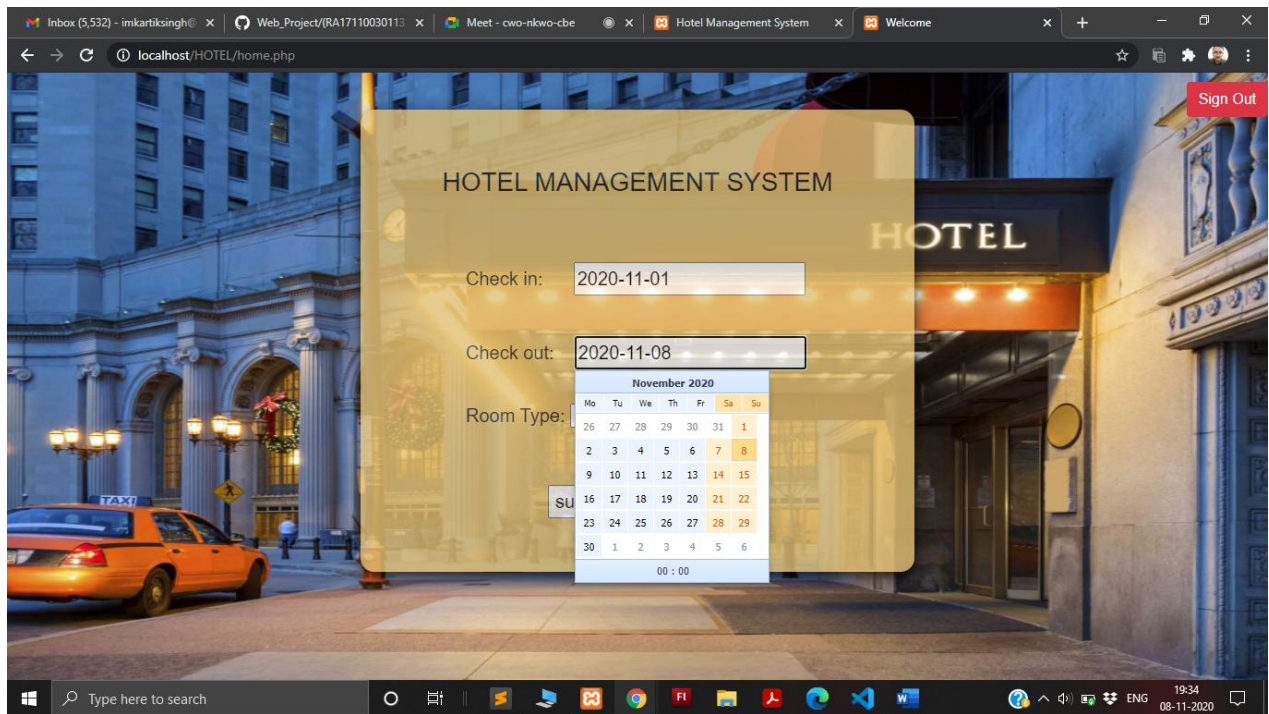 Inbox (5,532) - imkartiksingh@
Web_Project/(RA17110030113
Meet - cwo-nkwo-cbe
Hotel Management System
Welcome
localhost/HOTEL/home.php
Sign Out
HOTEL MANAGEMENT SYSTEM
HOTEL
Check in: 2020-11-01
Check out: 2020-11-08
November 2020
Mo Tu We Th Fr Sa Su
26 27 28 29 30 31 1
2 3 4 5 6 7 8
9 10 11 12 13 14 15
16 17 18 19 20 21 22
23 24 25 26 27 28 29
30 1 2 3 4 5 6
00 : 00
Room Type:
su
TAXI
Type here to search
FL
ENG
19:34
08-11-2020